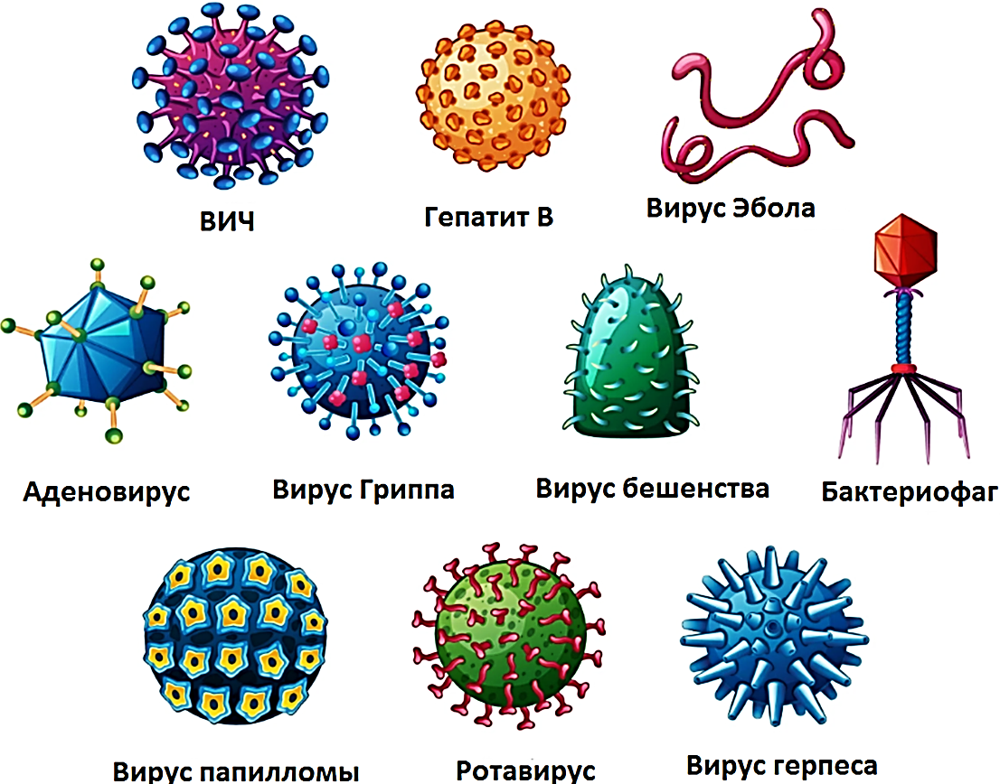 ВИЧ
Гепатит В
Вирус Эбола
Аденовирус
Вирус Гриппа
Вирус бешенства
Бактериофаг
Вирус папилломы
Ротавирус
Вирус герпеса